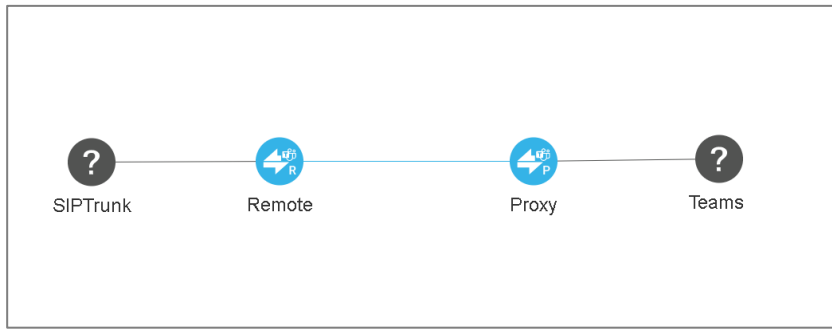 ?
R
P
?
SIPTrunk
Remote
Proxy
Teams